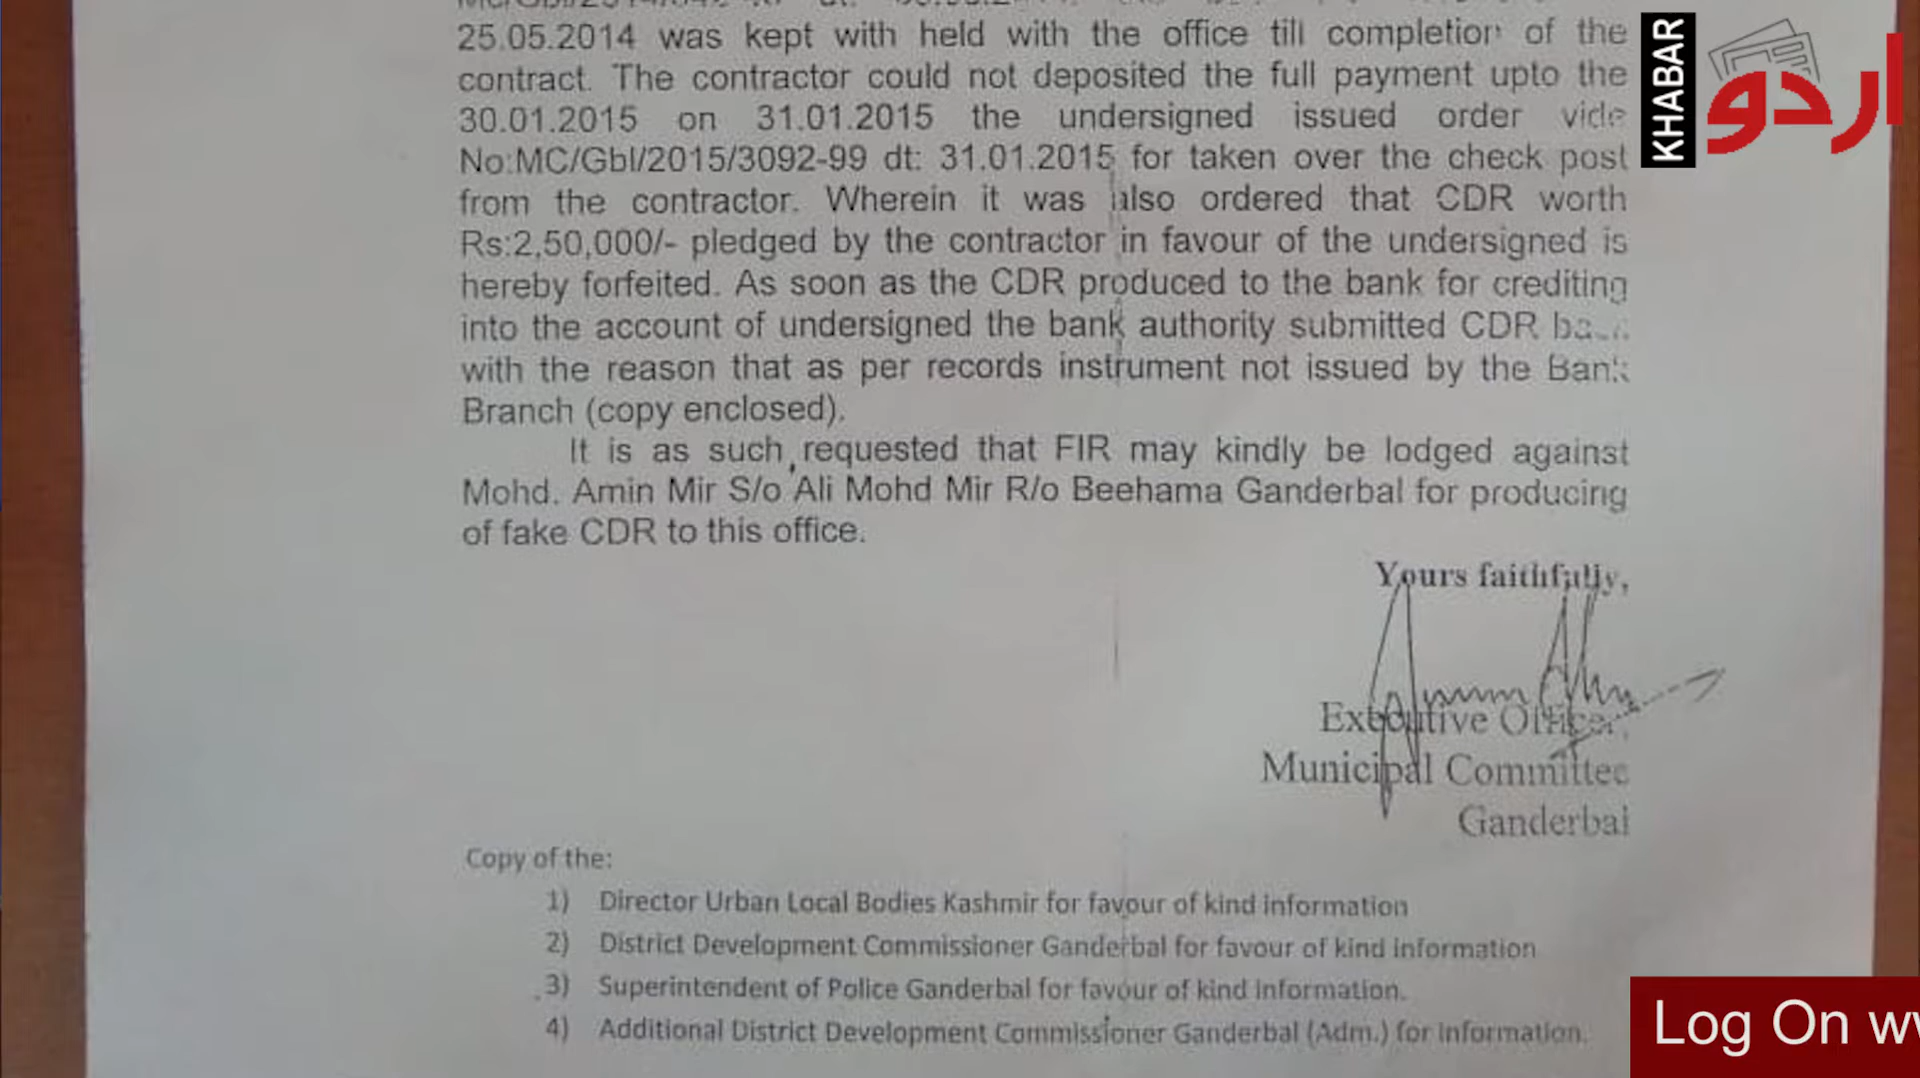 25.05.2014 was kept with held with the office till completion of the
contract. The contractor could not deposited the full payment upto the
30.01.2015 on 31.01.2015 the undersigned issued order vide
No:MC/Gbl/2015/3092-99 dt: 31.01.2015 for taken over the check post
from the contractor. Wherein it was also ordered that CDR worth
Rs:2,50,000/- pledged by the contractor in favour of the undersigned is
hereby forfeited. As soon as the CDR produced to the bank for crediting
into the account of undersigned the bank authority submitted CDR
with the reason that as per records instrument not issued by the Bank
Branch (copy enclosed).
It is as such requested that FIR may kindly be lodged against
Mohd. Amin Mir S/o Ali Mohd Mir R/o Beehama Ganderbal for producing
of fake CDR to this office.
Yours faithfully,
Executive Officer,
Municipal Committee
Ganderbal
Copy of the:
1) Director Urban Local Bodies Kashmir for favour of kind information
2) District Development Commissioner Ganderbal for favour of kind information
3) Superintendent of Police Ganderbal for favour of kind information.
4) Additional District Development Commissioner Ganderbal (Adm.) for information.
KHABAR
اردو
Log On